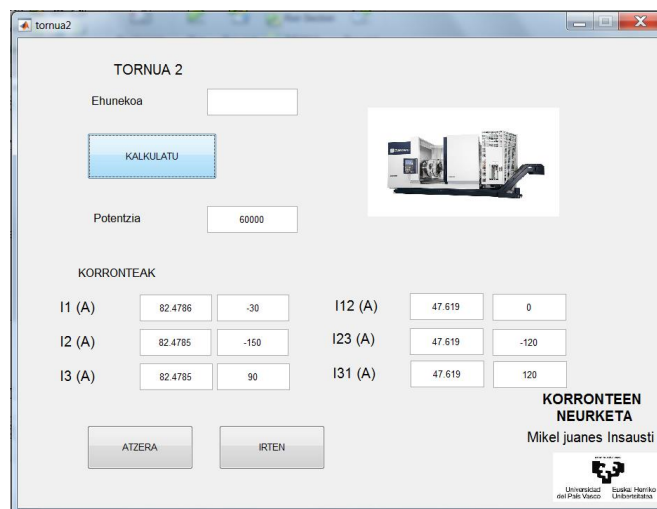 tornua2
TORNUA 2
Ehunekoa
KALKULATU
Potentzia 60000
KORRONTEAK
I1 (A) 82.4786 -30 I12 (A) 47.619 0
I2 (A) 82.4785 -150 I23 (A) 47.619 -120
I3 (A) 82.4785 90 I31 (A) 47.619 120
ATZERA IRTEN
KORRONTEEN
NEURKETA
Mikel juanes Insausti
Universidad Euskal Herriko
del País Vasco Unibertsitatea